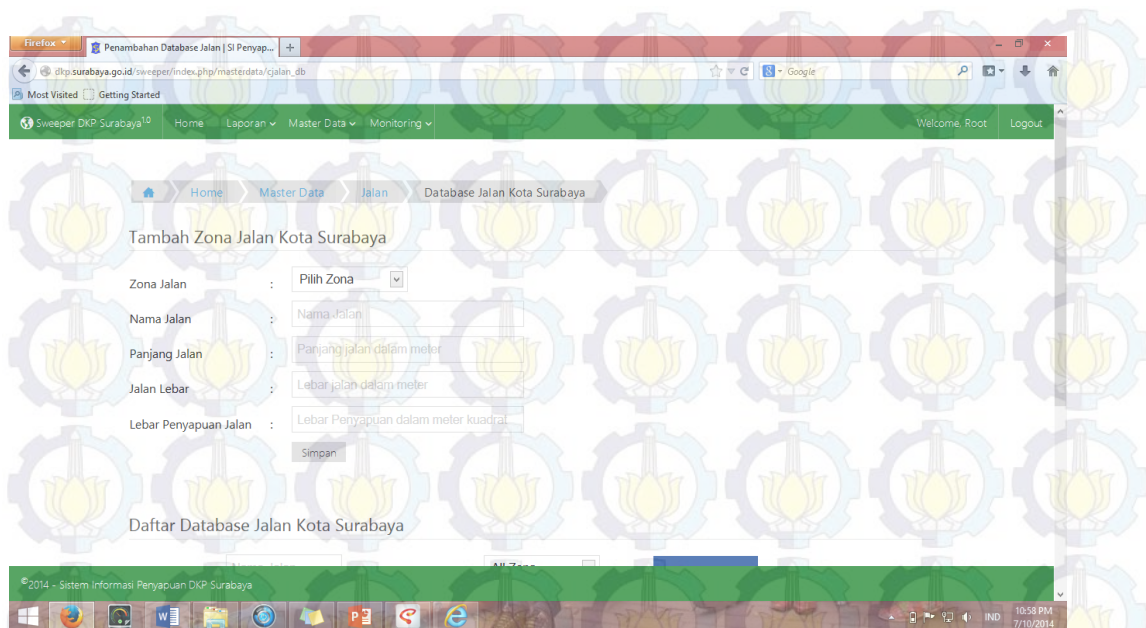 Firefox
Penambahan Database Jalan | SI Penyap... +
dkp.surabaya.go.id/sweeper/index.php/masterdata/cjalan_db
Google
Most Visited Getting Started
Sweeper DKP Surabaya1.0 Home Laporan Master Data Monitoring Welcome, Root Logout
Home Master Data Jalan Database Jalan Kota Surabaya
Tambah Zona Jalan Kota Surabaya
Zona Jalan : Pilih Zona
Nama Jalan : Nama Jalan
Panjang Jalan : Panjang jalan dalam meter
Jalan Lebar : Lebar jalan dalam meter
Lebar Penyapuan Jalan : Lebar Penyapuan dalam meter kuadrat
Simpan
Daftar Database Jalan Kota Surabaya
Nama Jalan All Zona
©2014 - Sistem Informasi Penyapuan DKP Surabaya
IND 10:58 PM
7/10/2014